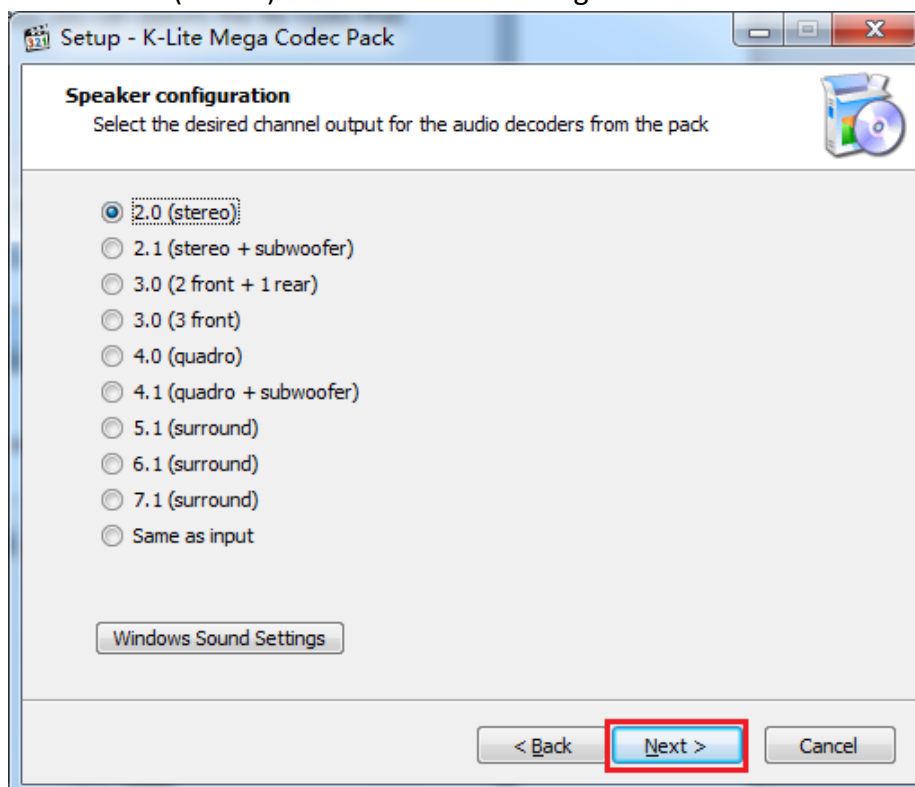 Setup - K-Lite Mega Codec Pack
Speaker configuration
Select the desired channel output for the audio decoders from the pack
2.0 (stereo)
2.1 (stereo + subwoofer)
3.0 (2 front + 1 rear)
3.0 (3 front)
4.0 (quadro)
4.1 (quadro + subwoofer)
5.1 (surround)
6.1 (surround)
7.1 (surround)
Same as input
Windows Sound Settings
< Back Next > Cancel